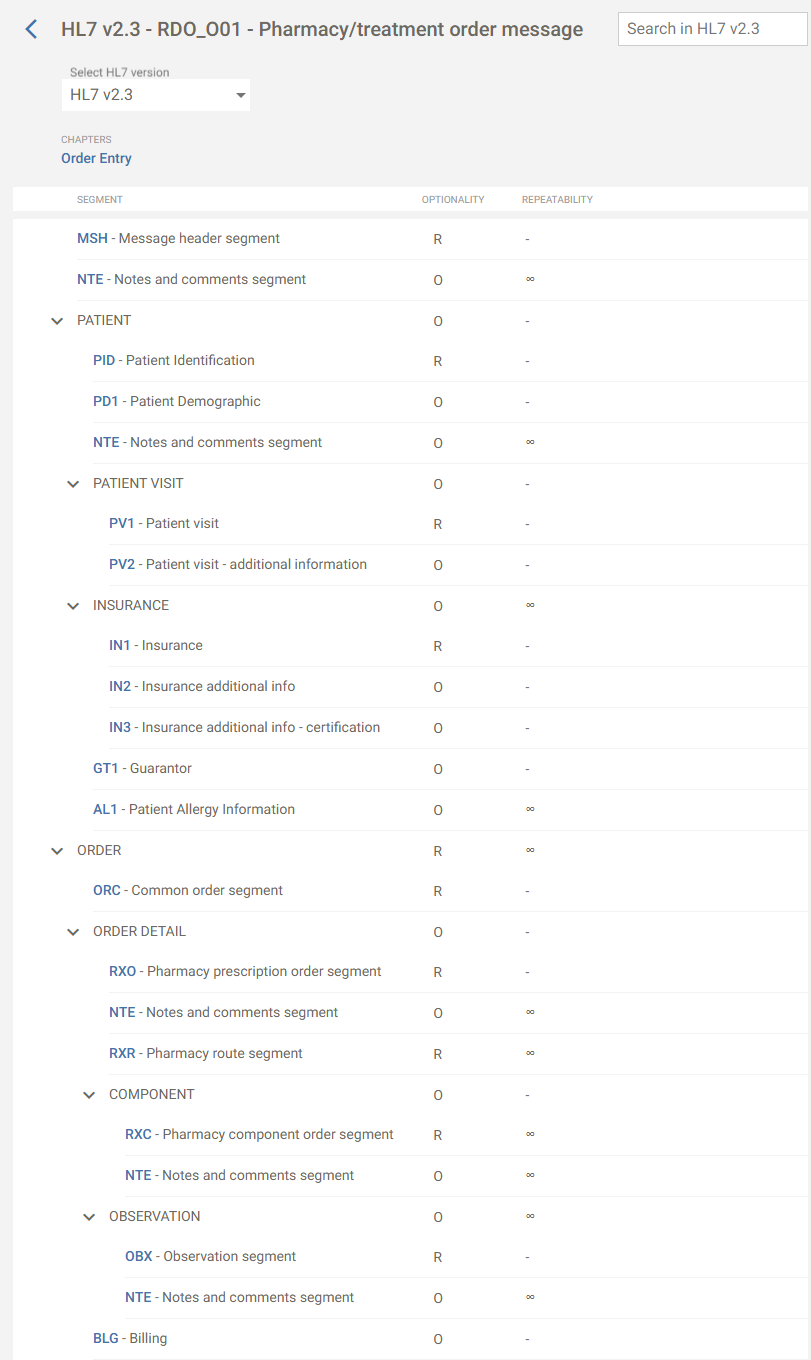 HL7 v2.3 - RDO_O01 - Pharmacy/treatment order message
Search in HL7 v2.3
Select HL7 version
HL7 v2.3
CHAPTERS
Order Entry
SEGMENT OPTIONALITY REPEATABILITY
MSH - Message header segment R -
NTE - Notes and comments segment O ∞
PATIENT O -
PID - Patient Identification R -
PD1 - Patient Demographic O -
NTE - Notes and comments segment O ∞
PATIENT VISIT O -
PV1 - Patient visit R -
PV2 - Patient visit - additional information O -
INSURANCE O ∞
IN1 - Insurance R -
IN2 - Insurance additional info O -
IN3 - Insurance additional info - certification O -
GT1 - Guarantor O -
AL1 - Patient Allergy Information O ∞
ORDER R ∞
ORC - Common order segment R -
ORDER DETAIL O -
RXO - Pharmacy prescription order segment R -
NTE - Notes and comments segment O ∞
RXR - Pharmacy route segment R ∞
COMPONENT O -
RXC - Pharmacy component order segment R ∞
NTE - Notes and comments segment O ∞
OBSERVATION O ∞
OBX - Observation segment R -
NTE - Notes and comments segment O ∞
BLG - Billing O -